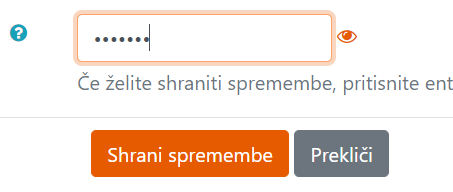 Če želite shraniti spremembe, pritisnite ent
Shrani spremembe Prekliči